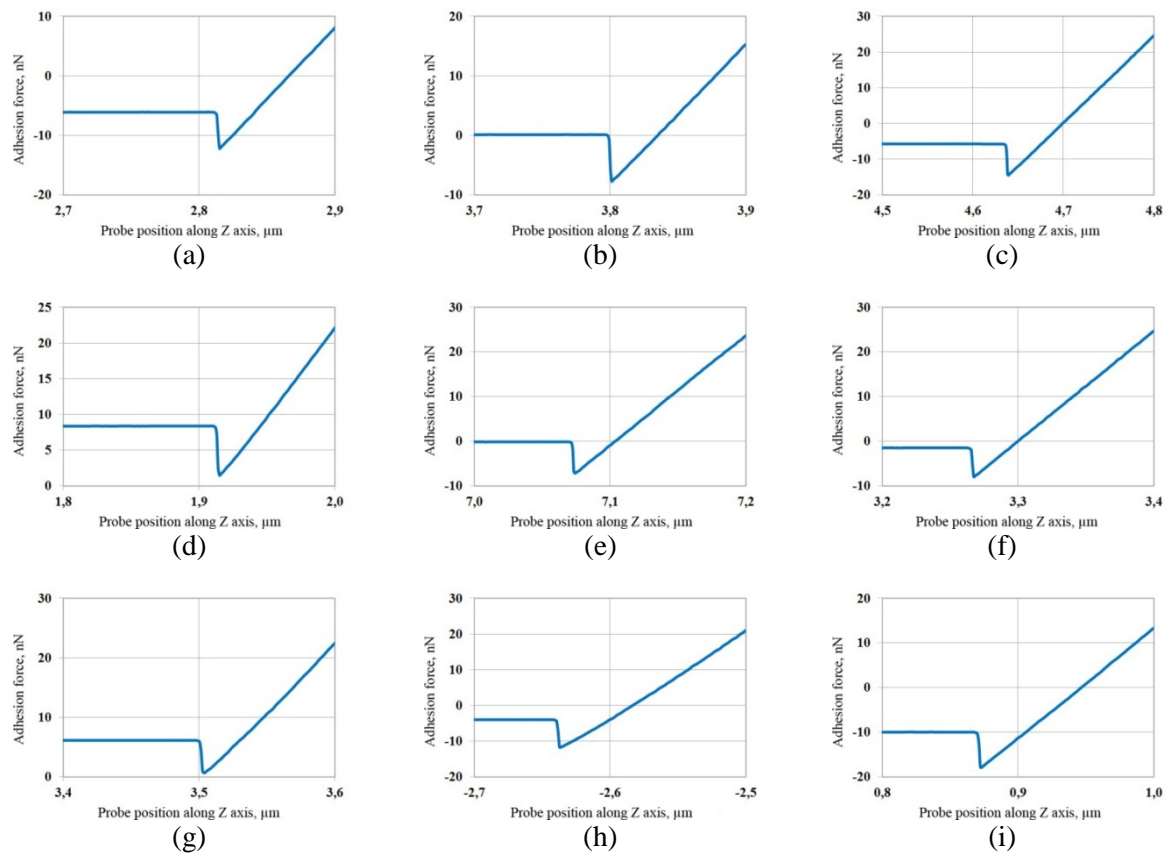 10
0
-10
-20
2,7
2,8
2,9
Adhesion force, nN
Probe position along Z axis, µm
(a)
20
10
0
-10
3,7
3,8
3,9
Adhesion force, nN
Probe position along Z axis, µm
(b)
30
20
10
0
-10
-20
4,5
4,6
4,7
4,8
Adhesion force, nN
Probe position along Z axis, µm
(c)
25
20
15
10
5
0
1,8
1,9
2,0
Adhesion force, nN
Probe position along Z axis, µm
(d)
30
20
10
0
-10
7,0
7,1
7,2
Adhesion force, nN
Probe position along Z axis, µm
(e)
30
20
10
0
-10
3,2
3,3
3,4
Adhesion force, nN
Probe position along Z axis, µm
(f)
30
20
10
0
3,4
3,5
3,6
Adhesion force, nN
Probe position along Z axis, µm
(g)
30
20
10
0
-10
-20
-2,7
-2,6
-2,5
Adhesion force, nN
Probe position along Z axis, µm
(h)
20
10
0
-10
-20
0,8
0,9
1,0
Adhesion force, nN
Probe position along Z axis, µm
(i)